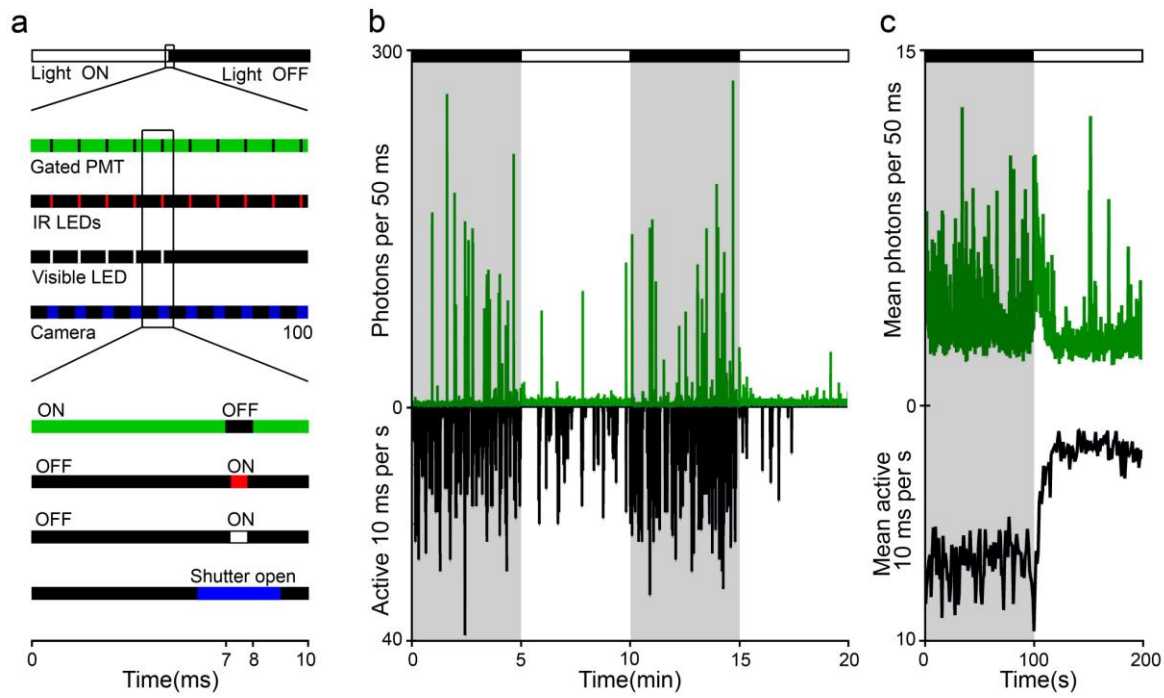 a
Light ON
Light OFF
Gated PMT
IR LEDs
Visible LED
Camera
100
ON
OFF
OFF
ON
OFF
ON
Shutter open
0
7
8
10
Time(ms)
b
300
Photons per 50 ms
0
Active 10 ms per s
40
0
5
10
15
20
Time(min)
c
15
Mean photons per 50 ms
0
Mean active
10 ms per s
10
0
100
200
Time(s)